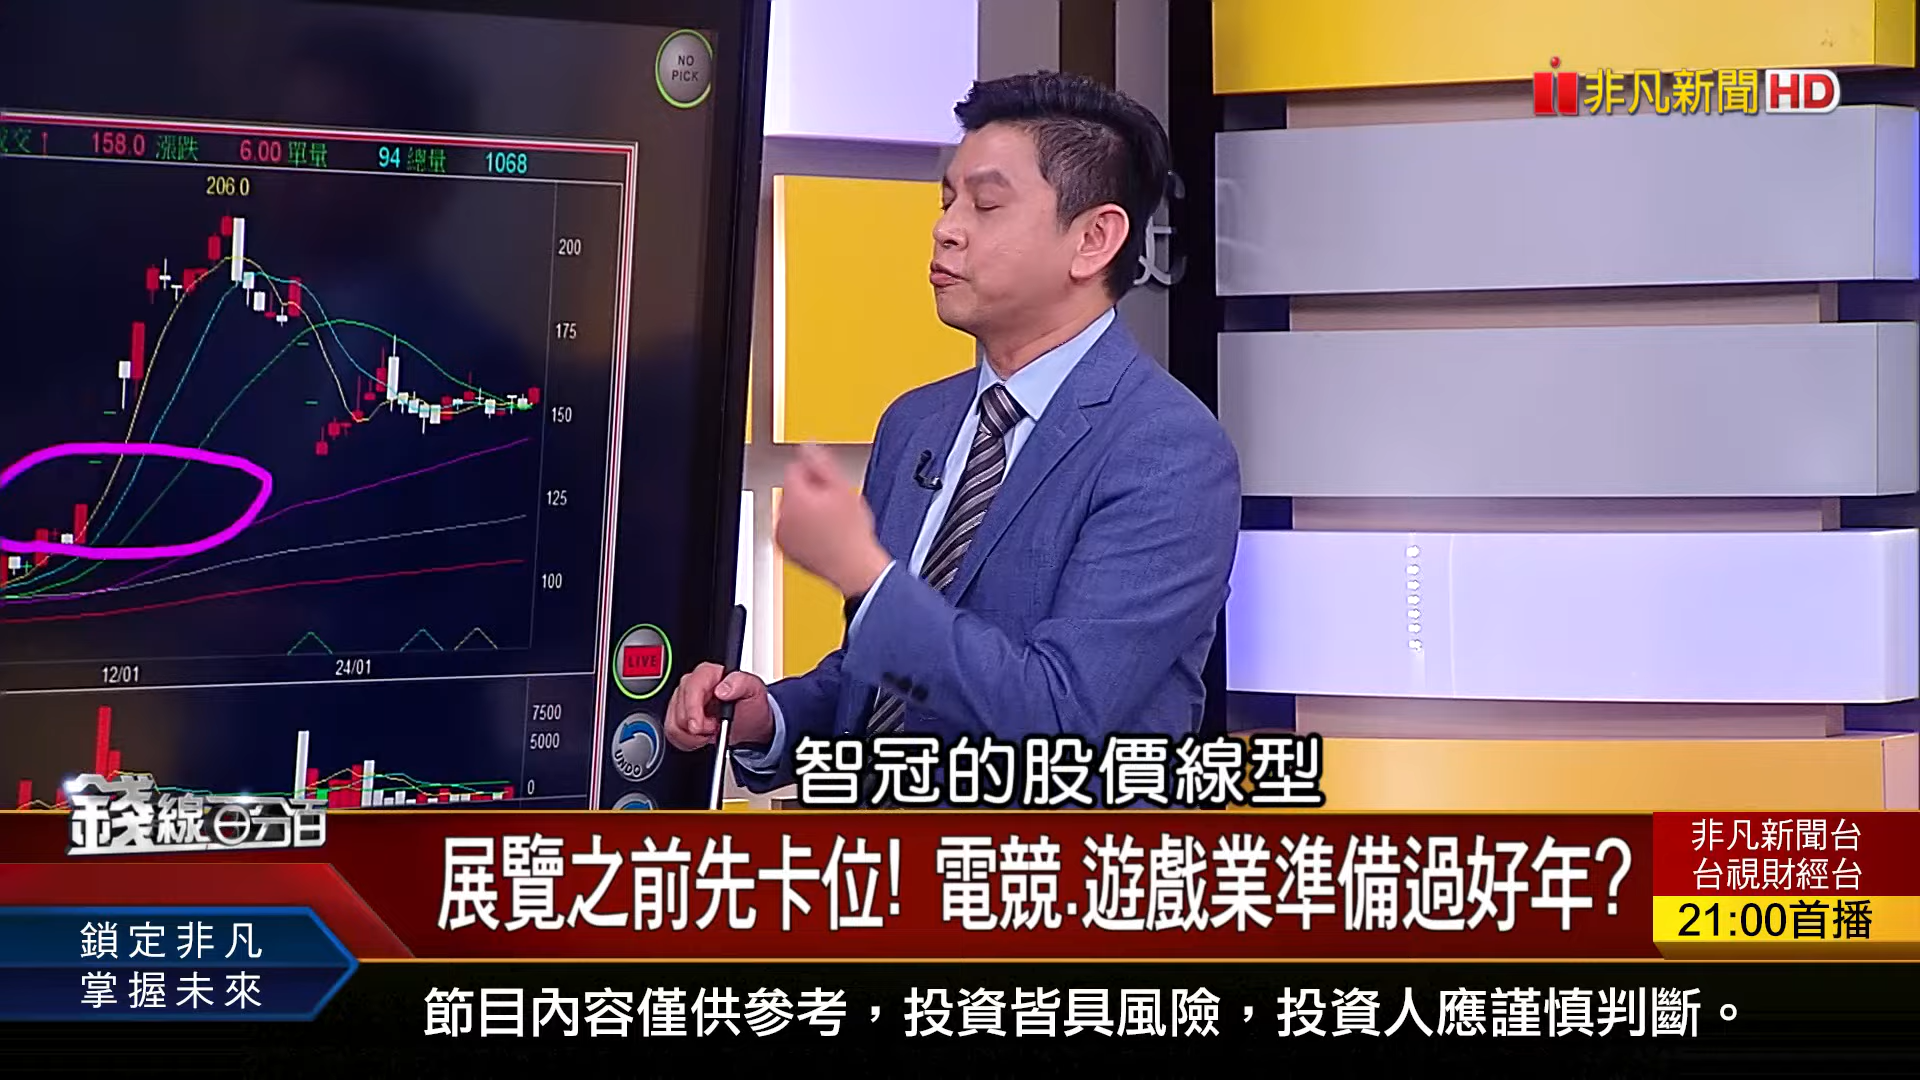 NO
PICK
非凡新聞HD
交↑ 158.0 漲跌 6.00 單量 94 總量 1068
206.0
200
175
150
125
100
12/01 24/01
7500
5000
0
LIVE
UNDO
智冠的股價線型
錢線百分百
展覽之前先卡位! 電競.遊戲業準備過好年?
非凡新聞台
台視財經台
21:00首播
鎖定非凡
掌握未來
節目內容僅供參考,投資皆具風險,投資人應謹慎判斷。